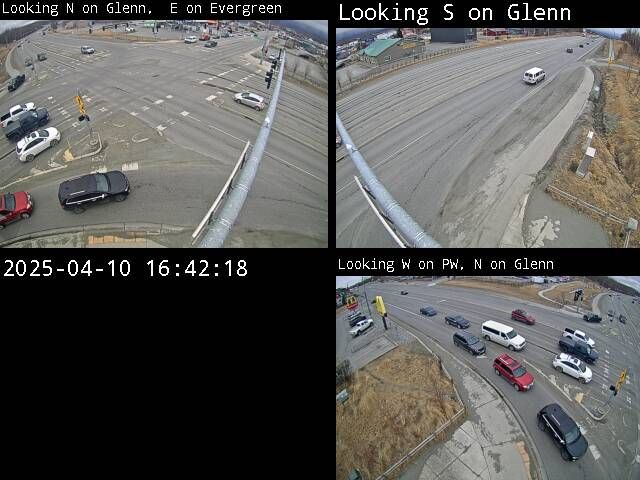 Looking N on Glenn, E on Evergreen
Looking S on Glenn
2025-04-10 16:42:18
Looking W on PW, N on Glenn